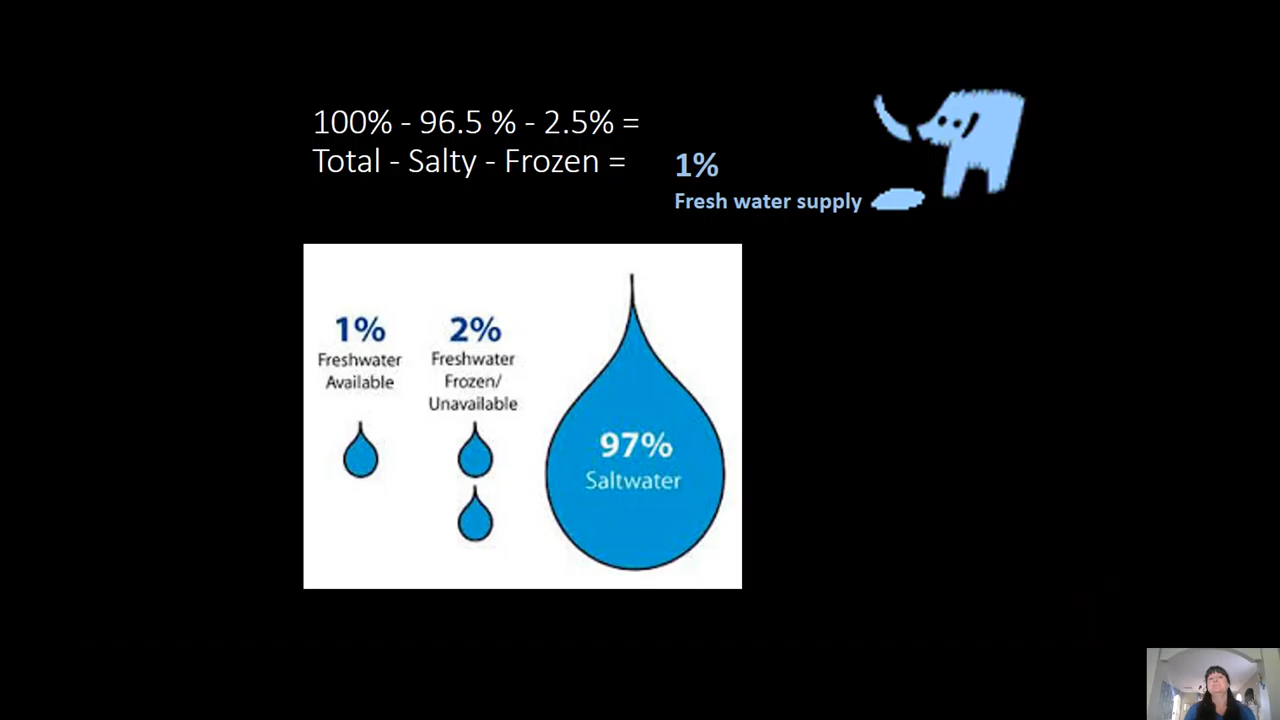 100% - 96.5 % - 2.5% =
Total - Salty - Frozen =
1%
Fresh water supply
1%
Freshwater
Available
2%
Freshwater
Frozen/
Unavailable
97%
Saltwater